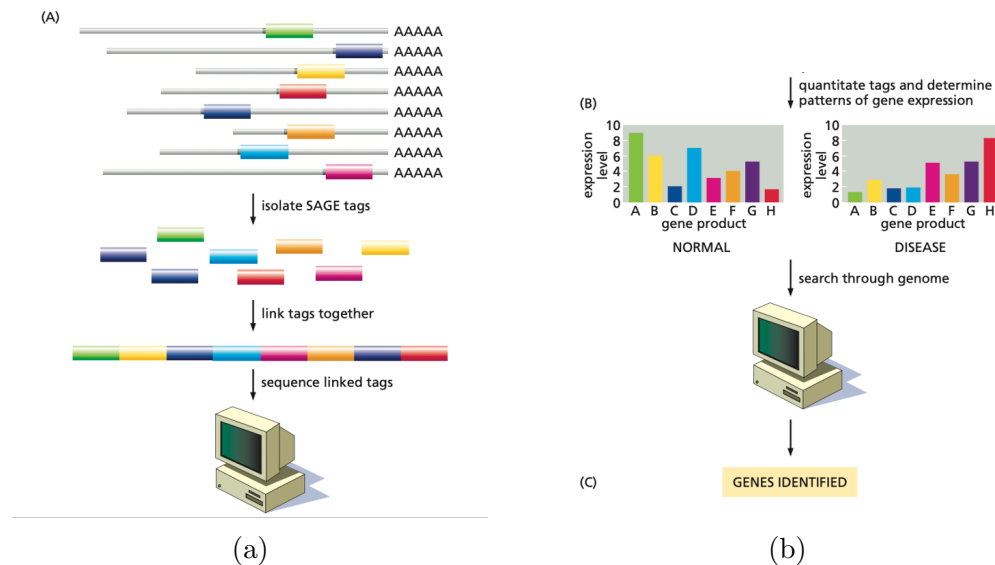 (A)
AAAAA
AAAAA
AAAAA
AAAAA
AAAAA
AAAAA
AAAAA
AAAAA
isolate SAGE tags
link tags together
sequence linked tags
(a)
quantitate tags and determine
patterns of gene expression
(B)
expression
level
10
8
6
4
2
0
A B C D E F G H
gene product
NORMAL
expression
level
10
8
6
4
2
0
A B C D E F G H
gene product
DISEASE
search through genome
(C)
GENES IDENTIFIED
(b)